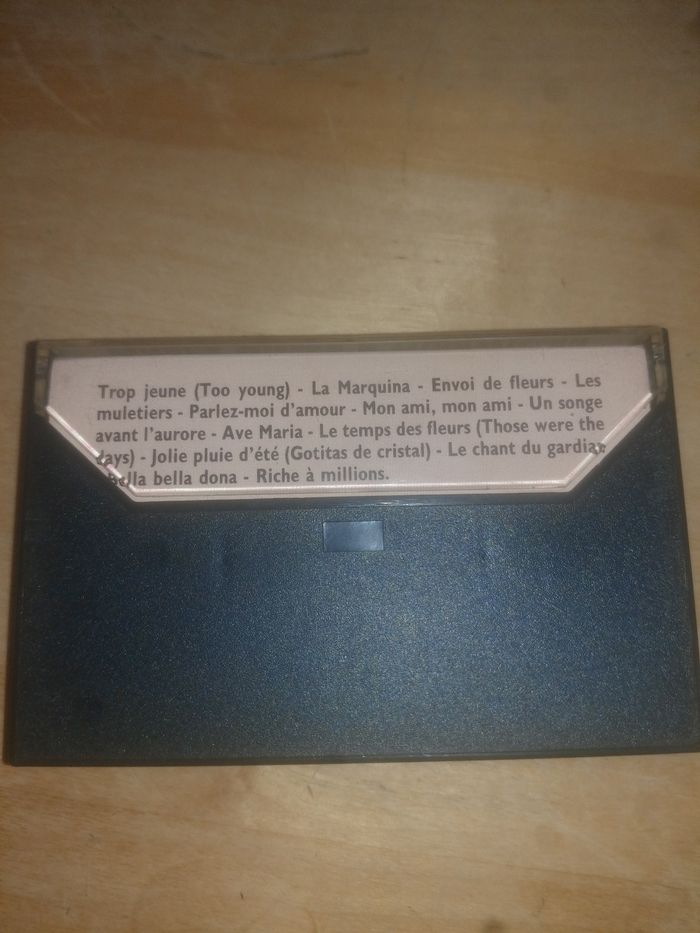 Trop jeune (Too young) - La Marquina - Envoi de fleurs - Les
muletiers - Parlez-moi d'amour - Mon ami, mon ami - Un songe
avant l'aurore - Ave Maria - Le temps des fleurs (Those were the
days) - Jolie pluie d'été (Gotitas de cristal) - Le chant du gardian
bella bella dona - Riche à millions.